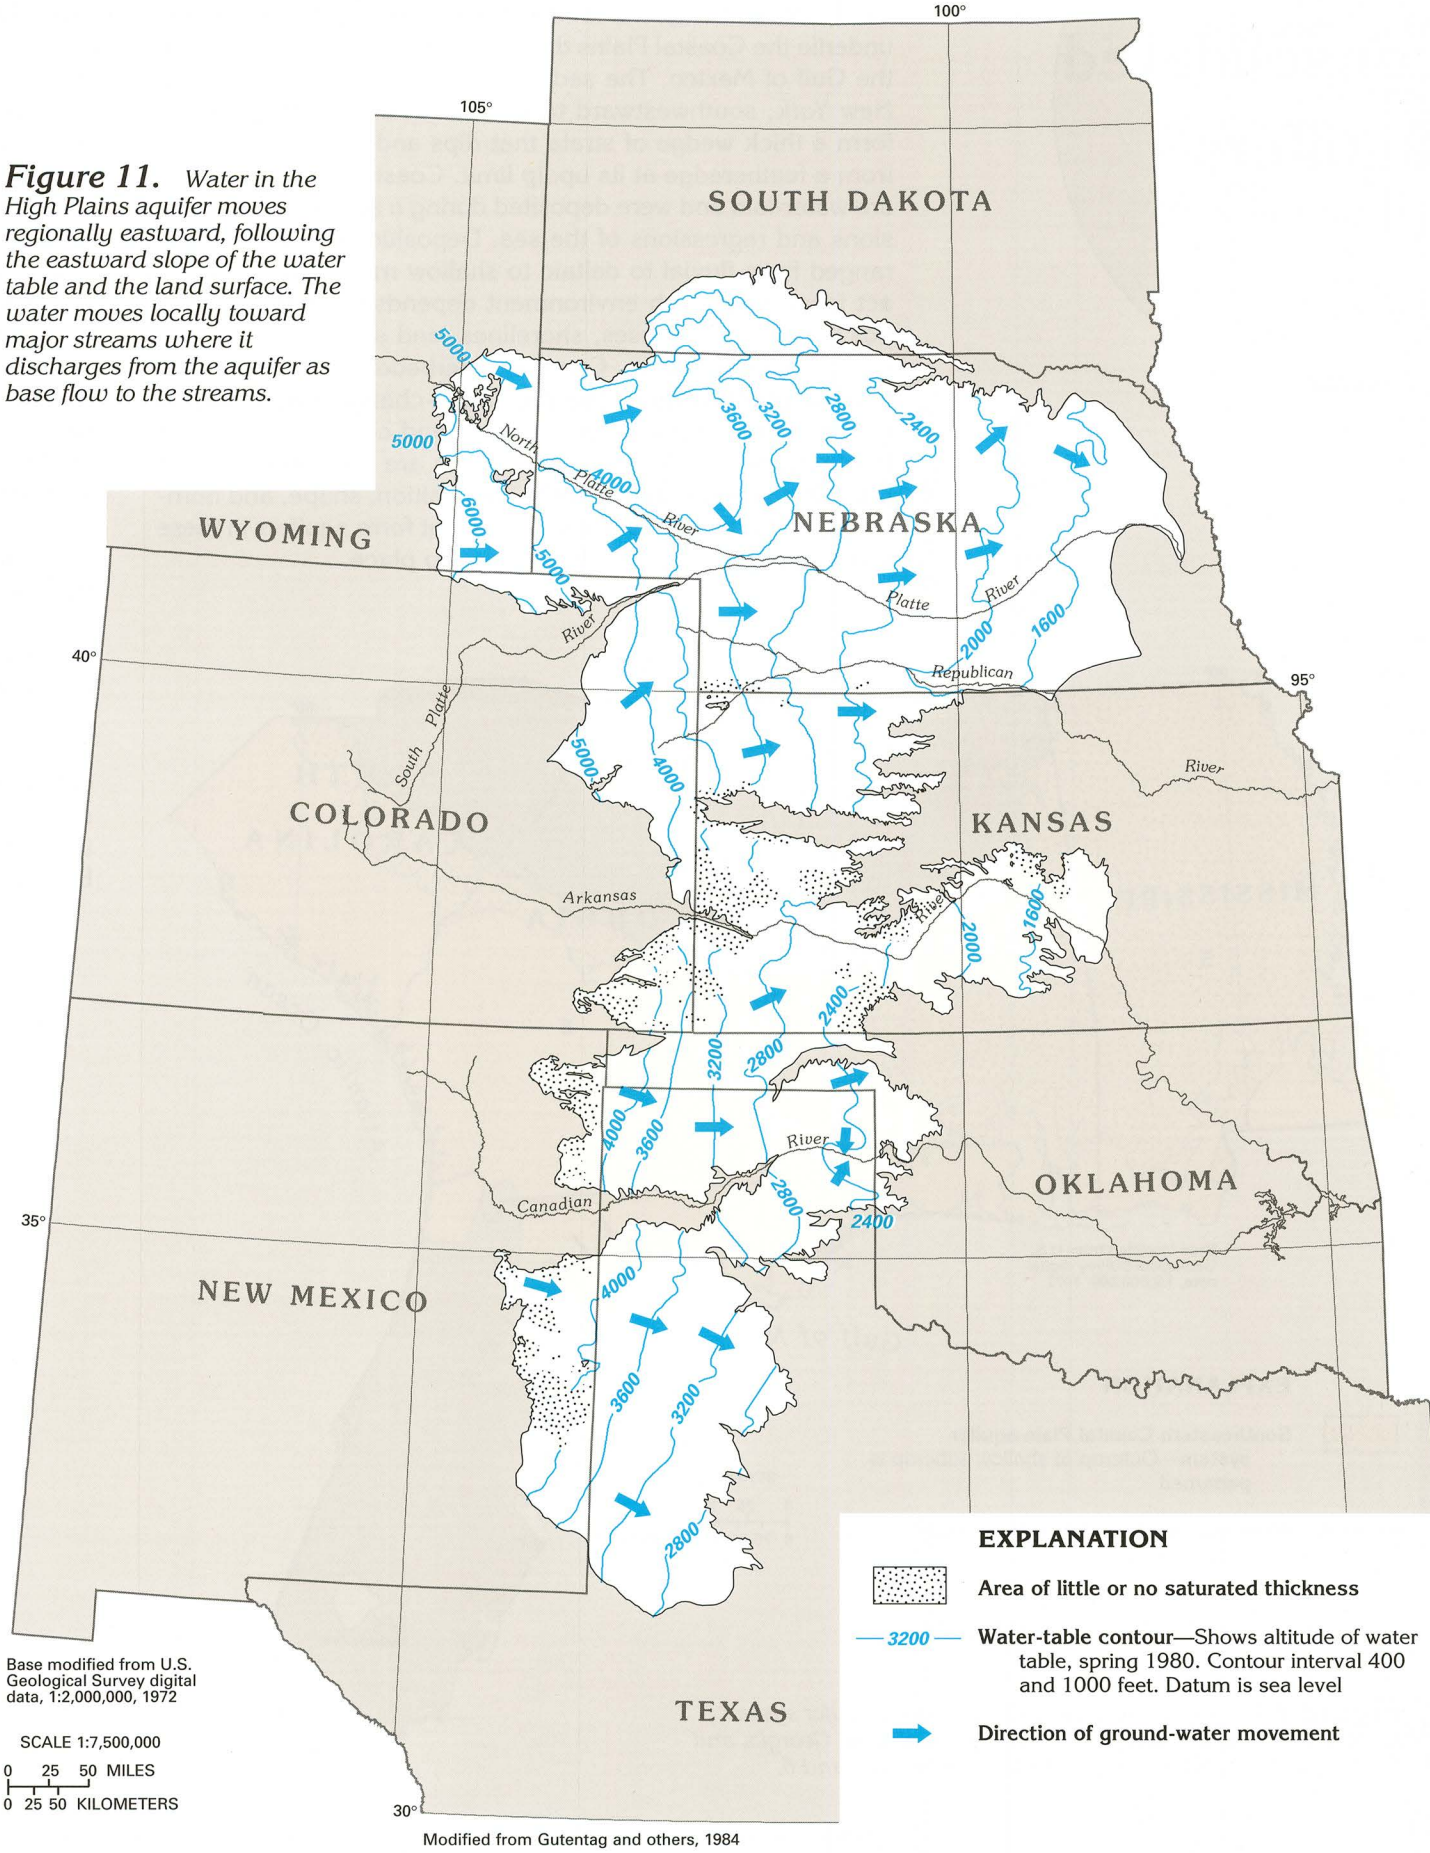 100°
105°
Figure 11. Water in the
High Plains aquifer moves
regionally eastward, following
the eastward slope of the water
table and the land surface. The
water moves locally toward
major streams where it
discharges from the aquifer as
base flow to the streams.
SOUTH DAKOTA
5000
3600
3200
2800
2400
5000
North
Platte
River
4000
6000
NEBRASKA
WYOMING
5000
Platte
River
River
1600
2000
40°
Republican
95°
South
Platte
5000
4000
River
COLORADO
KANSAS
Arkansas
River
1600
2000
2400
3200
2800
4000
3600
River
OKLAHOMA
Canadian
2800
2400
35°
4000
NEW MEXICO
3600
3200
2800
EXPLANATION
Area of little or no saturated thickness
3200
Water-table contour—Shows altitude of water
table, spring 1980. Contour interval 400
and 1000 feet. Datum is sea level
Direction of ground-water movement
Base modified from U.S.
Geological Survey digital
data, 1:2,000,000, 1972
TEXAS
SCALE 1:7,500,000
0 25 50 MILES
0 25 50 KILOMETERS
30°
Modified from Gutentag and others, 1984